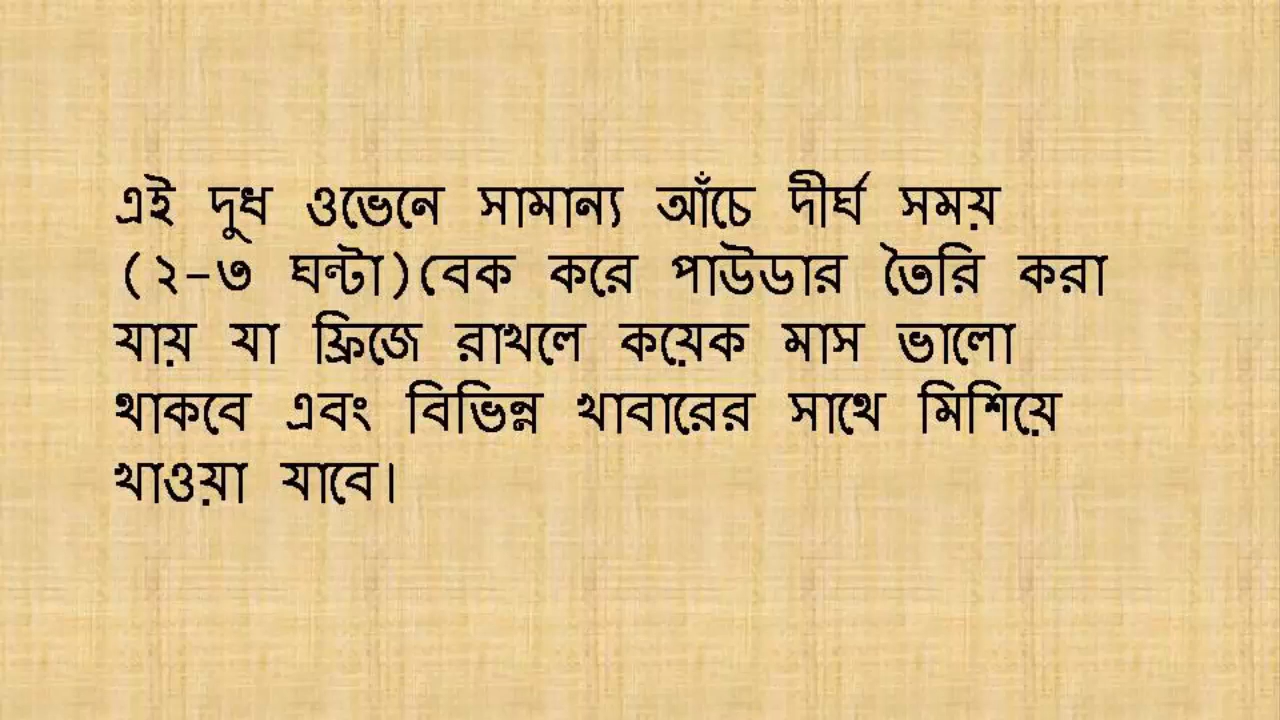 এই দুধ ওভেনে সামান্য আঁচে দীর্ঘ সময়
(২-৩ ঘন্টা)বেক করে পাউডার তৈরি করা
যায় যা ফ্রিজে রাখলে কয়েক মাস ভালো
থাকবে এবং বিভিন্ন খাবারের সাথে মিশিয়ে
খাওয়া যাবে।